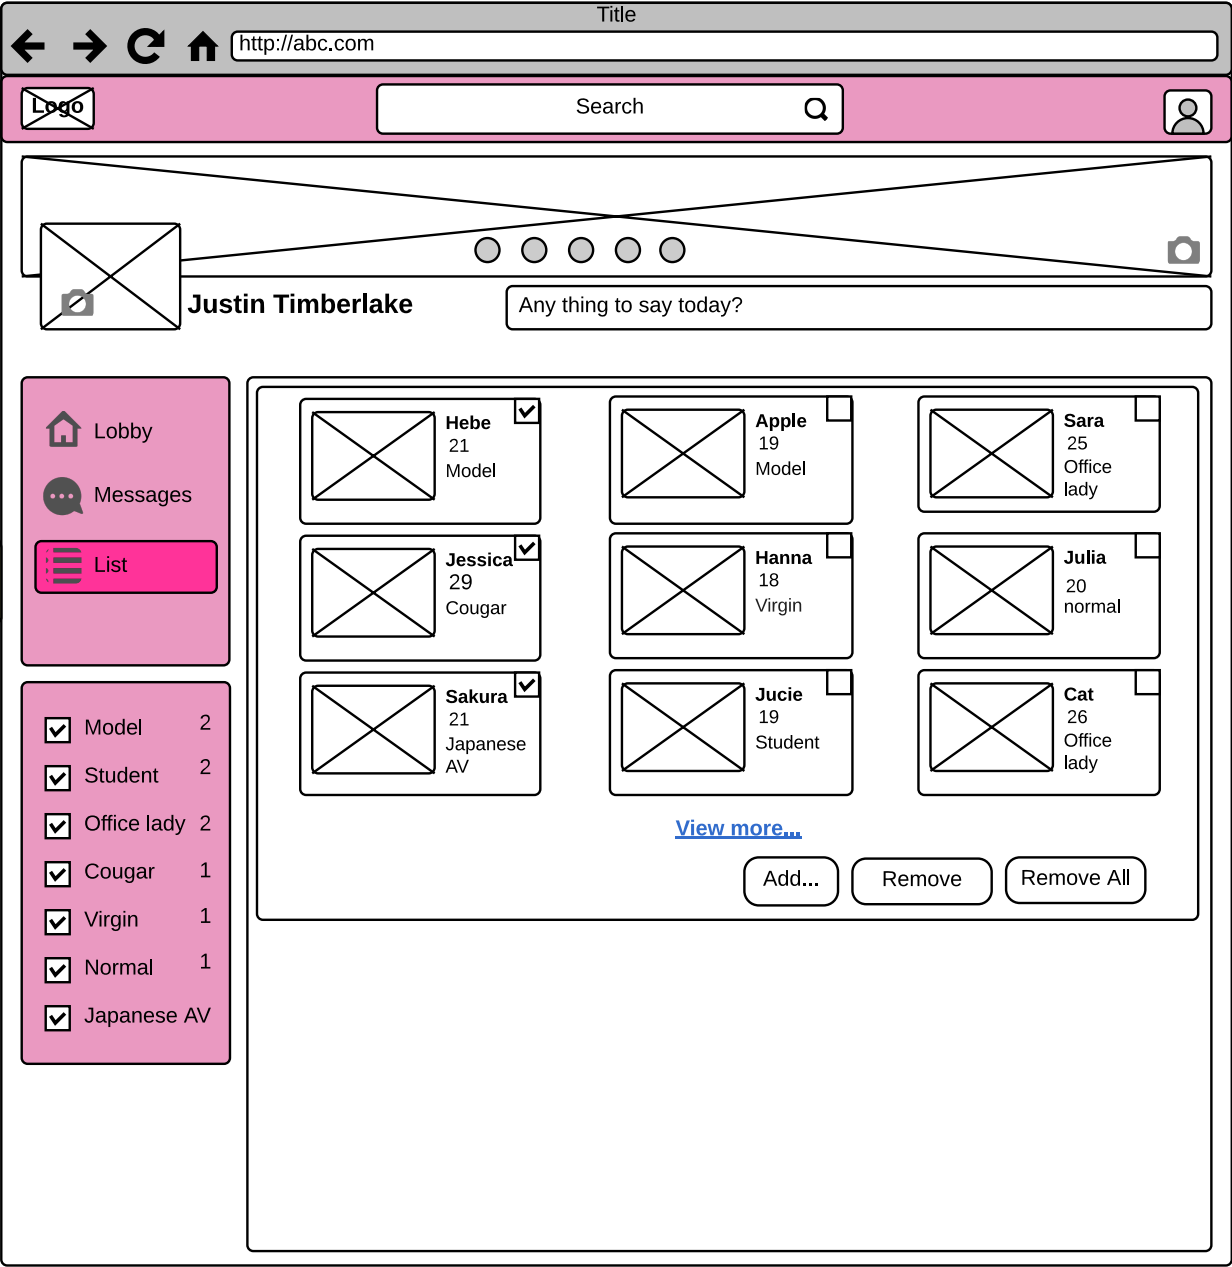 Title
http://abc.com
Logo
Search
Justin Timberlake
Any thing to say today?
Lobby
Messages
List
Model 2
Student 2
Office lady 2
Cougar 1
Virgin 1
Normal 1
Japanese AV
Hebe
21
Model
Apple
19
Model
Sara
25
Office
lady
Jessica
29
Cougar
Hanna
18
Virgin
Julia
20
normal
Sakura
21
Japanese
AV
Jucie
19
Student
Cat
26
Office
lady
View more...
Add...
Remove
Remove All